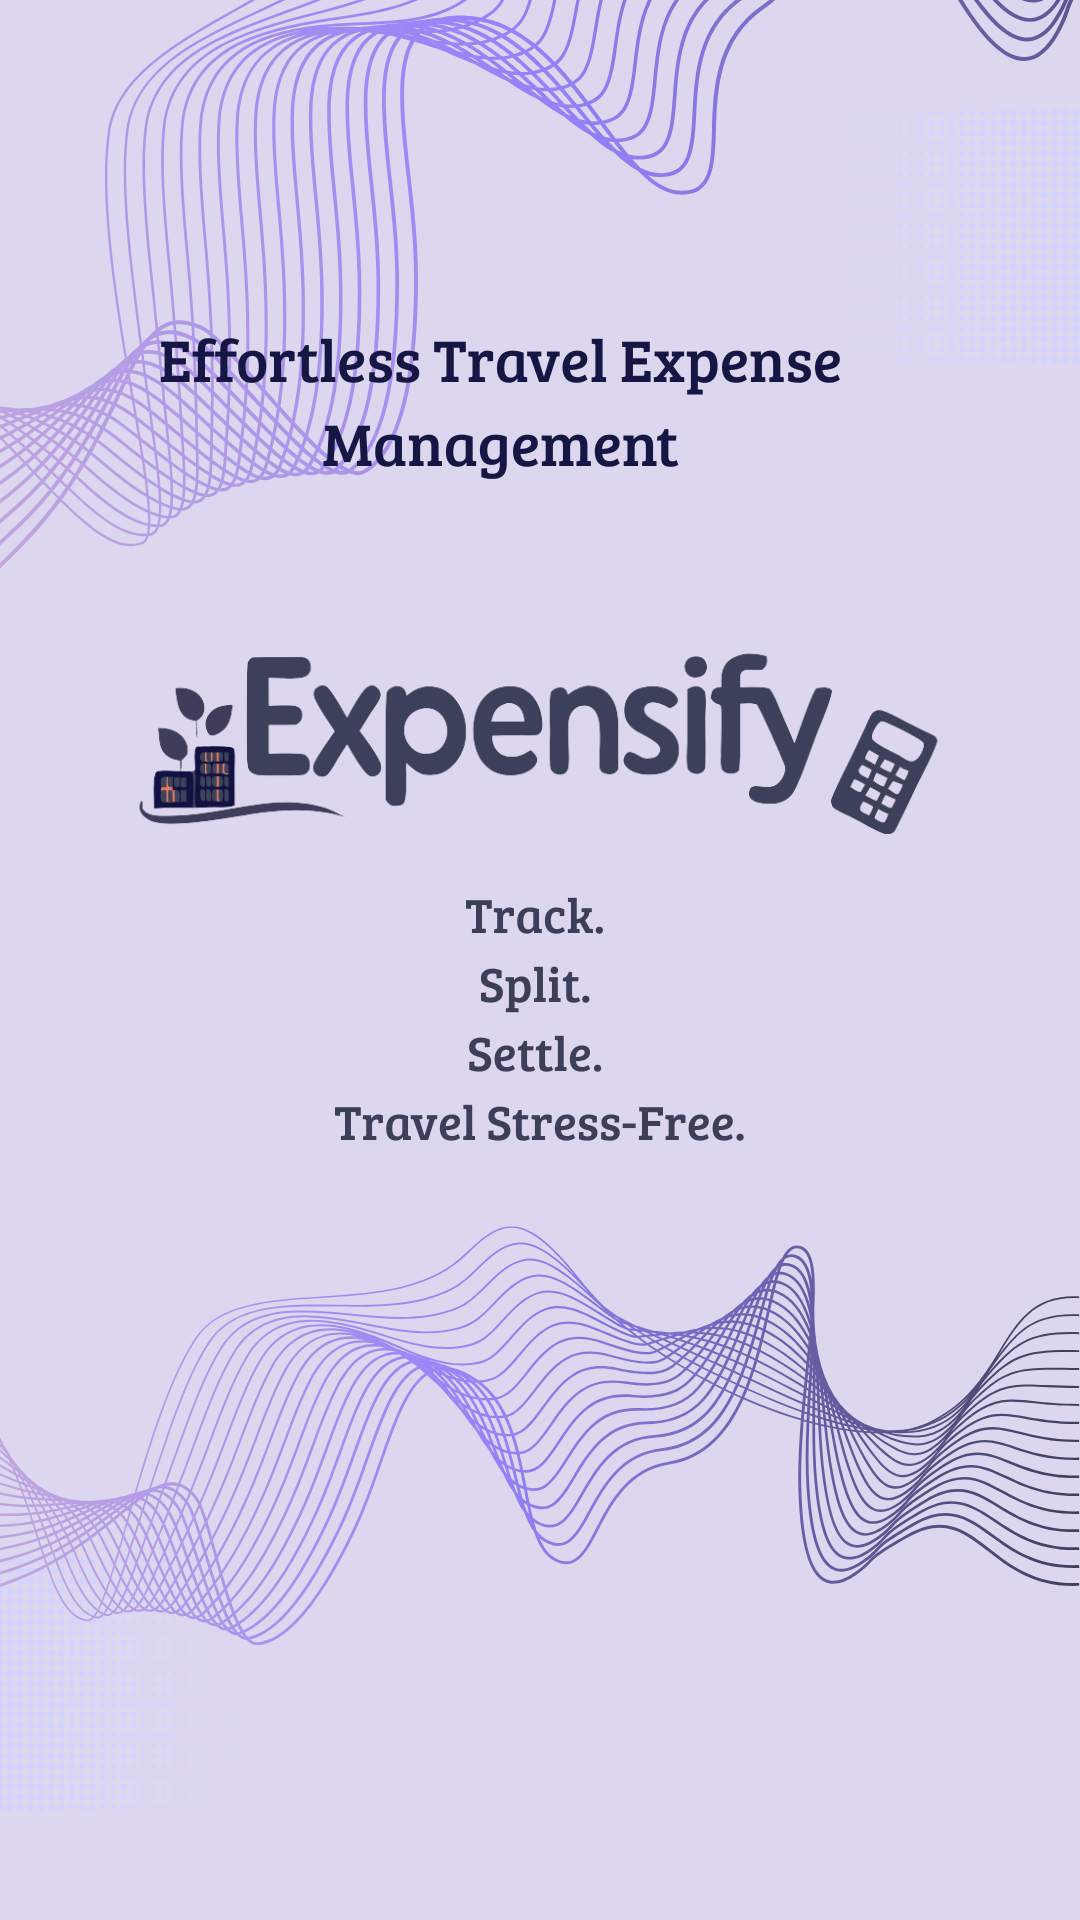 Effortless Travel Expense
Management
Expensify
Track.
Split.
Settle.
Travel Stress-Free.